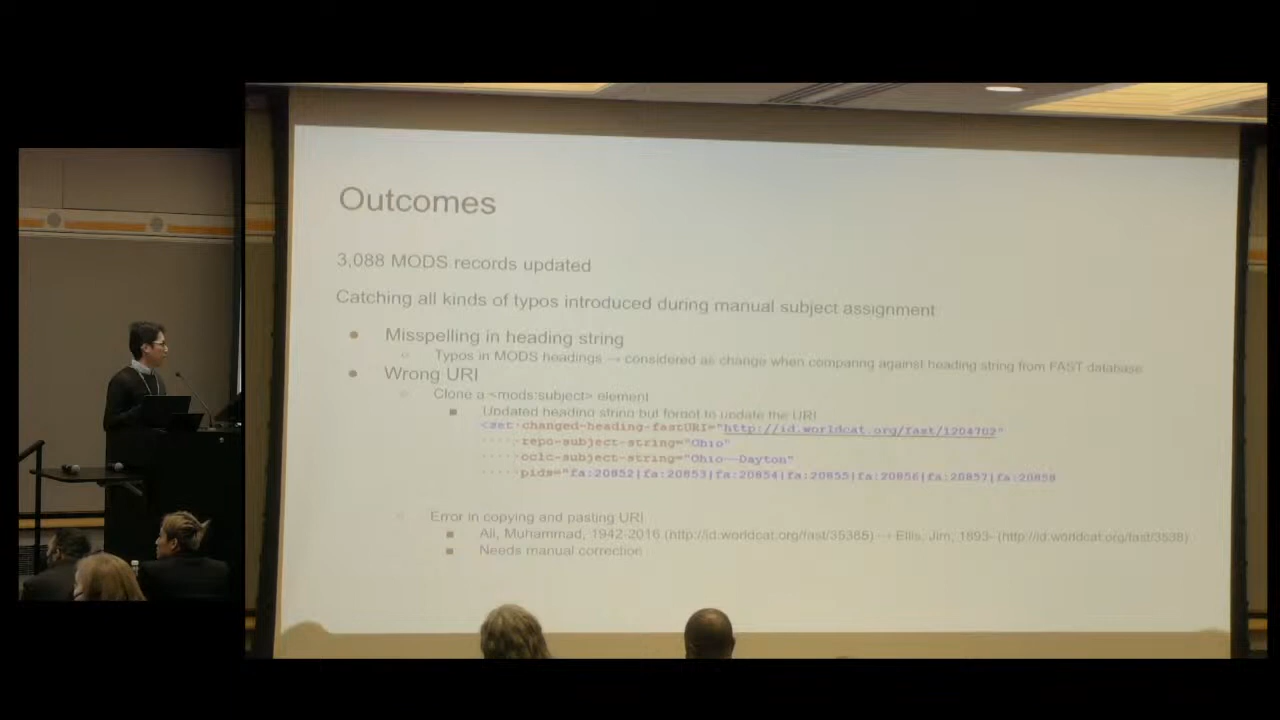 Outcomes
3,088 MODS records updated
Catching all kinds of typos introduced during manual subject assignment
● Misspelling in heading string
○ Typos in MODS headings → considered as change when comparing against heading string from FAST database
● Wrong URI
○ Clone a <mods:subject> element
■ Updated heading string but forgot to update the URI
<set·changed-heading-fastURI="http://id.worldcat.org/fast/1204702"
·····repo-subject-string="Ohio"
·····oclc-subject-string="Ohio--Dayton"
·····pids="fa:20852|fa:20853|fa:20854|fa:20855|fa:20856|fa:20857|fa:20858
○ Error in copying and pasting URI
■ Ali, Muhammad, 1942-2016 (http://id.worldcat.org/fast/35385) → Ellis, Jim, 1893- (http://id.worldcat.org/fast/3538)
■ Needs manual correction